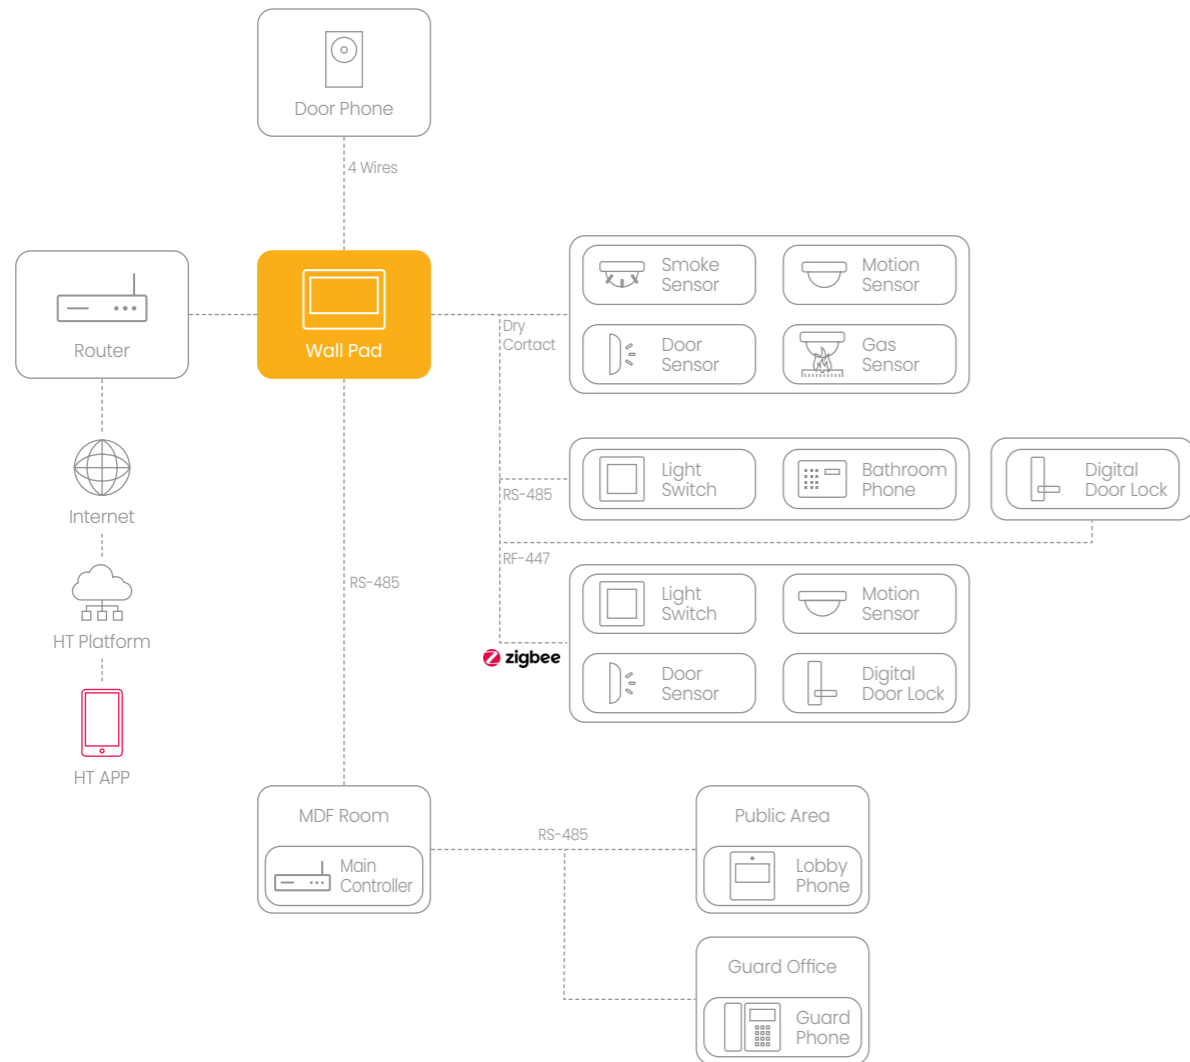 Door Phone
4 Wires
Router
Wall Pad
Dry
Cortact
Smoke
Sensor
Motion
Sensor
Door
Sensor
Gas
Sensor
Internet
RS-485
Light
Switch
Bathroom
Phone
Digital
Door Lock
RF-447
HT Platform
RS-485
zigbee
Light
Switch
Motion
Sensor
Door
Sensor
Digital
Door Lock
HT APP
MDF Room
Main
Controller
RS-485
Public Area
Lobby
Phone
Guard Office
Guard
Phone